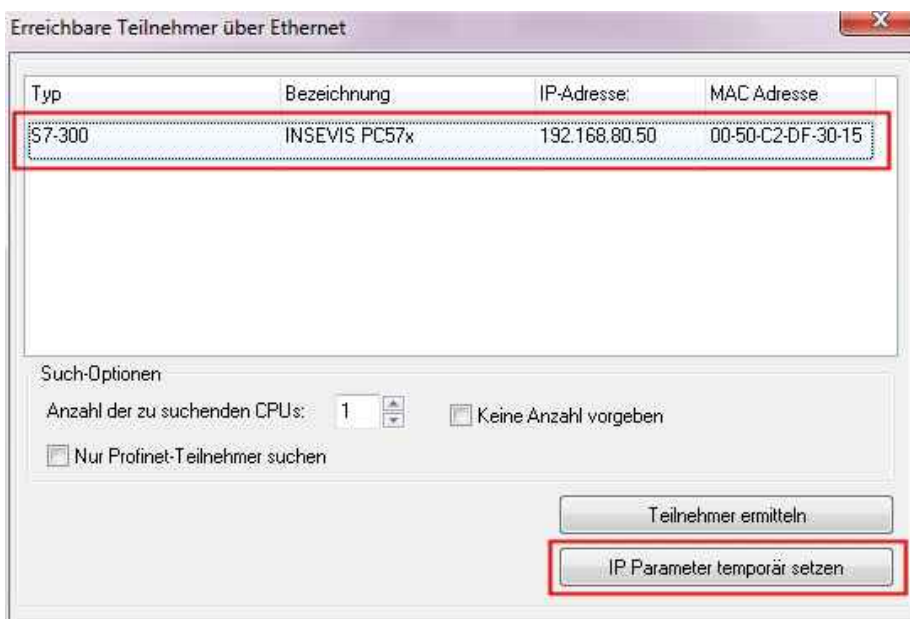 Erreichbare Teilnehmer über Ethernet
Typ Bezeichnung IP-Adresse: MAC Adresse
S7-300 INSEVIS PC57x 192.168.80.50 00-50-C2-DF-30-15
Such-Optionen
Anzahl der zu suchenden CPUs: 1 Keine Anzahl vorgeben
Nur Profinet-Teilnehmer suchen
Teilnehmer ermitteln
IP Parameter temporär setzen